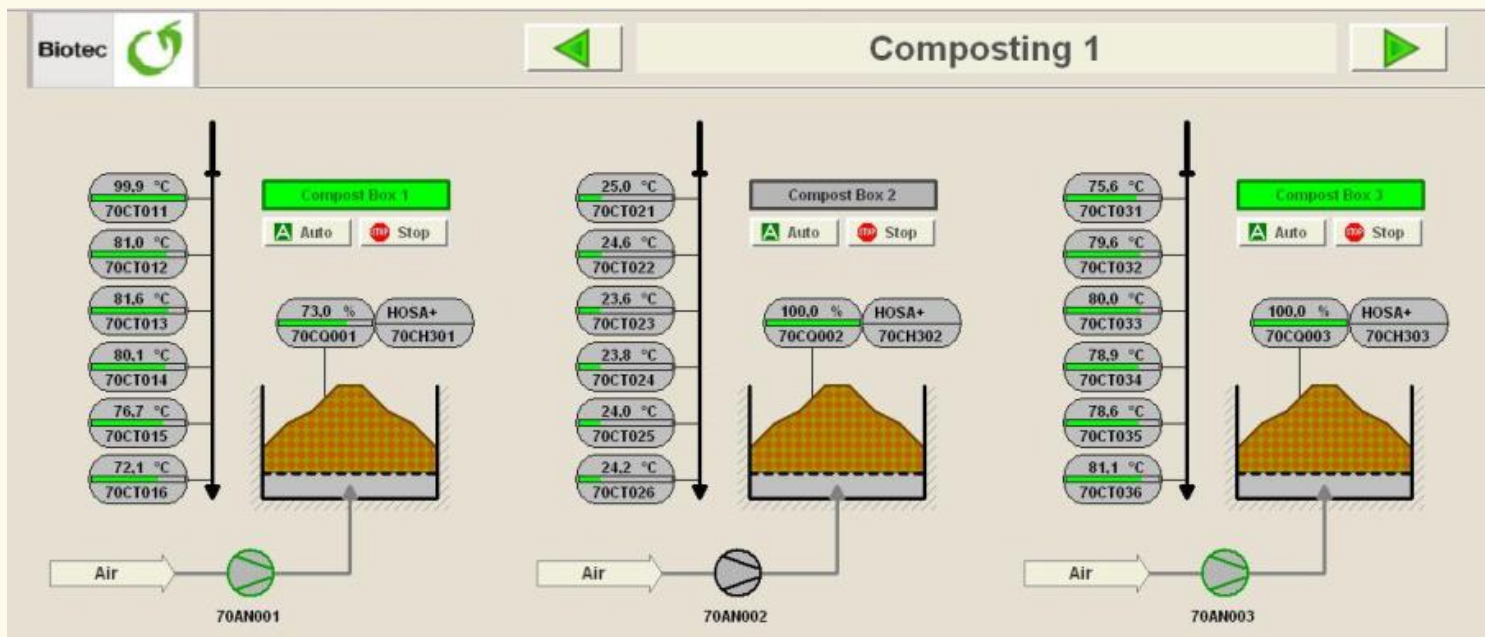 Biotec
Composting 1
99,9 °C
70CT011
81,0 °C
70CT012
81,6 °C
70CT013
80,1 °C
70CT014
76,7 °C
70CT015
72,1 °C
70CT016
Compost Box 1
A Auto
STOP Stop
73,0 %
70CQ001
HOSA+
70CH301
Air
70AN001
25,0 °C
70CT021
24,6 °C
70CT022
23,6 °C
70CT023
23,8 °C
70CT024
24,0 °C
70CT025
24,2 °C
70CT026
Compost Box 2
A Auto
STOP Stop
100,0 %
70CQ002
HOSA+
70CH302
Air
70AN002
75,6 °C
70CT031
79,6 °C
70CT032
80,0 °C
70CT033
78,9 °C
70CT034
78,6 °C
70CT035
81,1 °C
70CT036
Compost Box 3
A Auto
STOP Stop
100,0 %
70CQ003
HOSA+
70CH303
Air
70AN003